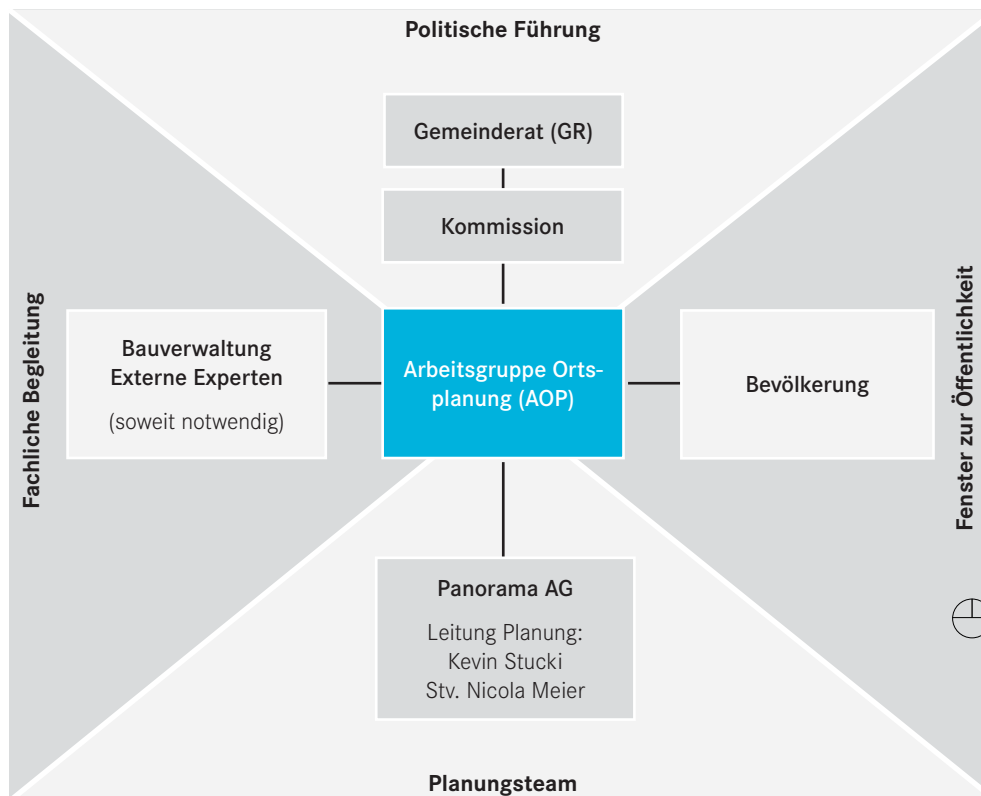 Politische Führung
Gemeinderat (GR)
Kommission
Fachliche Begleitung
Bauverwaltung
Externe Experten
(soweit notwendig)
Arbeitsgruppe Orts-
planung (AOP)
Bevölkerung
Fenster zur Öffentlichkeit
Panorama AG
Leitung Planung:
Kevin Stucki
Stv. Nicola Meier
Planungsteam